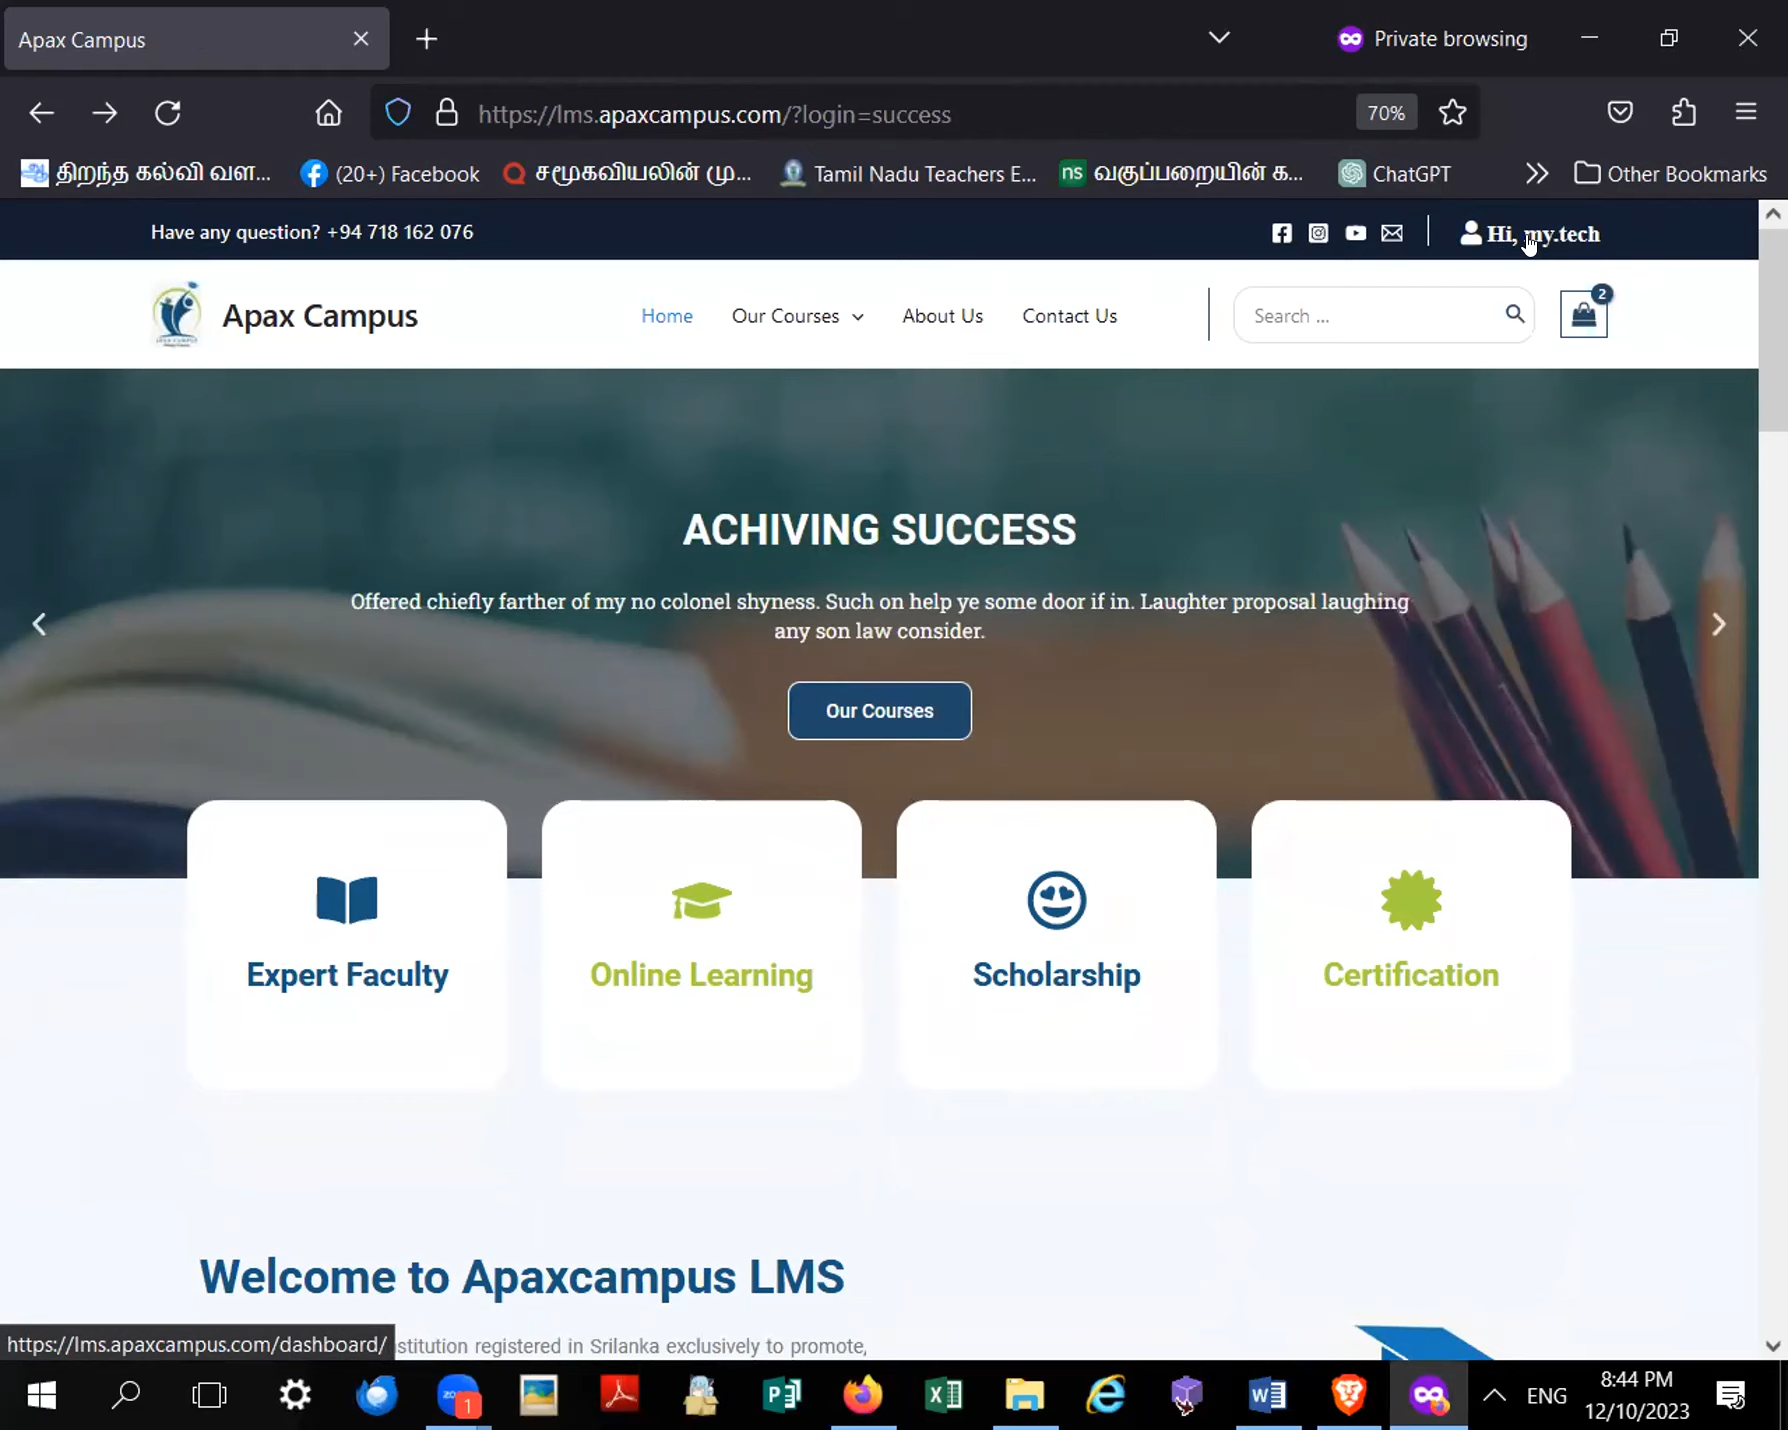 Apax Campus
Private browsing
https://lms.apaxcampus.com/?login=success
70%
திறந்த கல்வி வள...
(20+) Facebook
சமூகவியலின் மு...
Tamil Nadu Teachers E...
ns
வகுப்பறையின் க...
ChatGPT
Other Bookmarks
Have any question? +94 718 162 076
Hi, my.tech
Apax Campus
Home
Our Courses
About Us
Contact Us
Search ...
2
ACHIVING SUCCESS
Offered chiefly farther of my no colonel shyness. Such on help ye some door if in. Laughter proposal laughing
any son law consider.
Our Courses
Expert Faculty
Online Learning
Scholarship
Certification
Welcome to Apaxcampus LMS
https://lms.apaxcampus.com/dashboard/
stitution registered in Srilanka exclusively to promote,
1
ENG
8:44 PM
12/10/2023